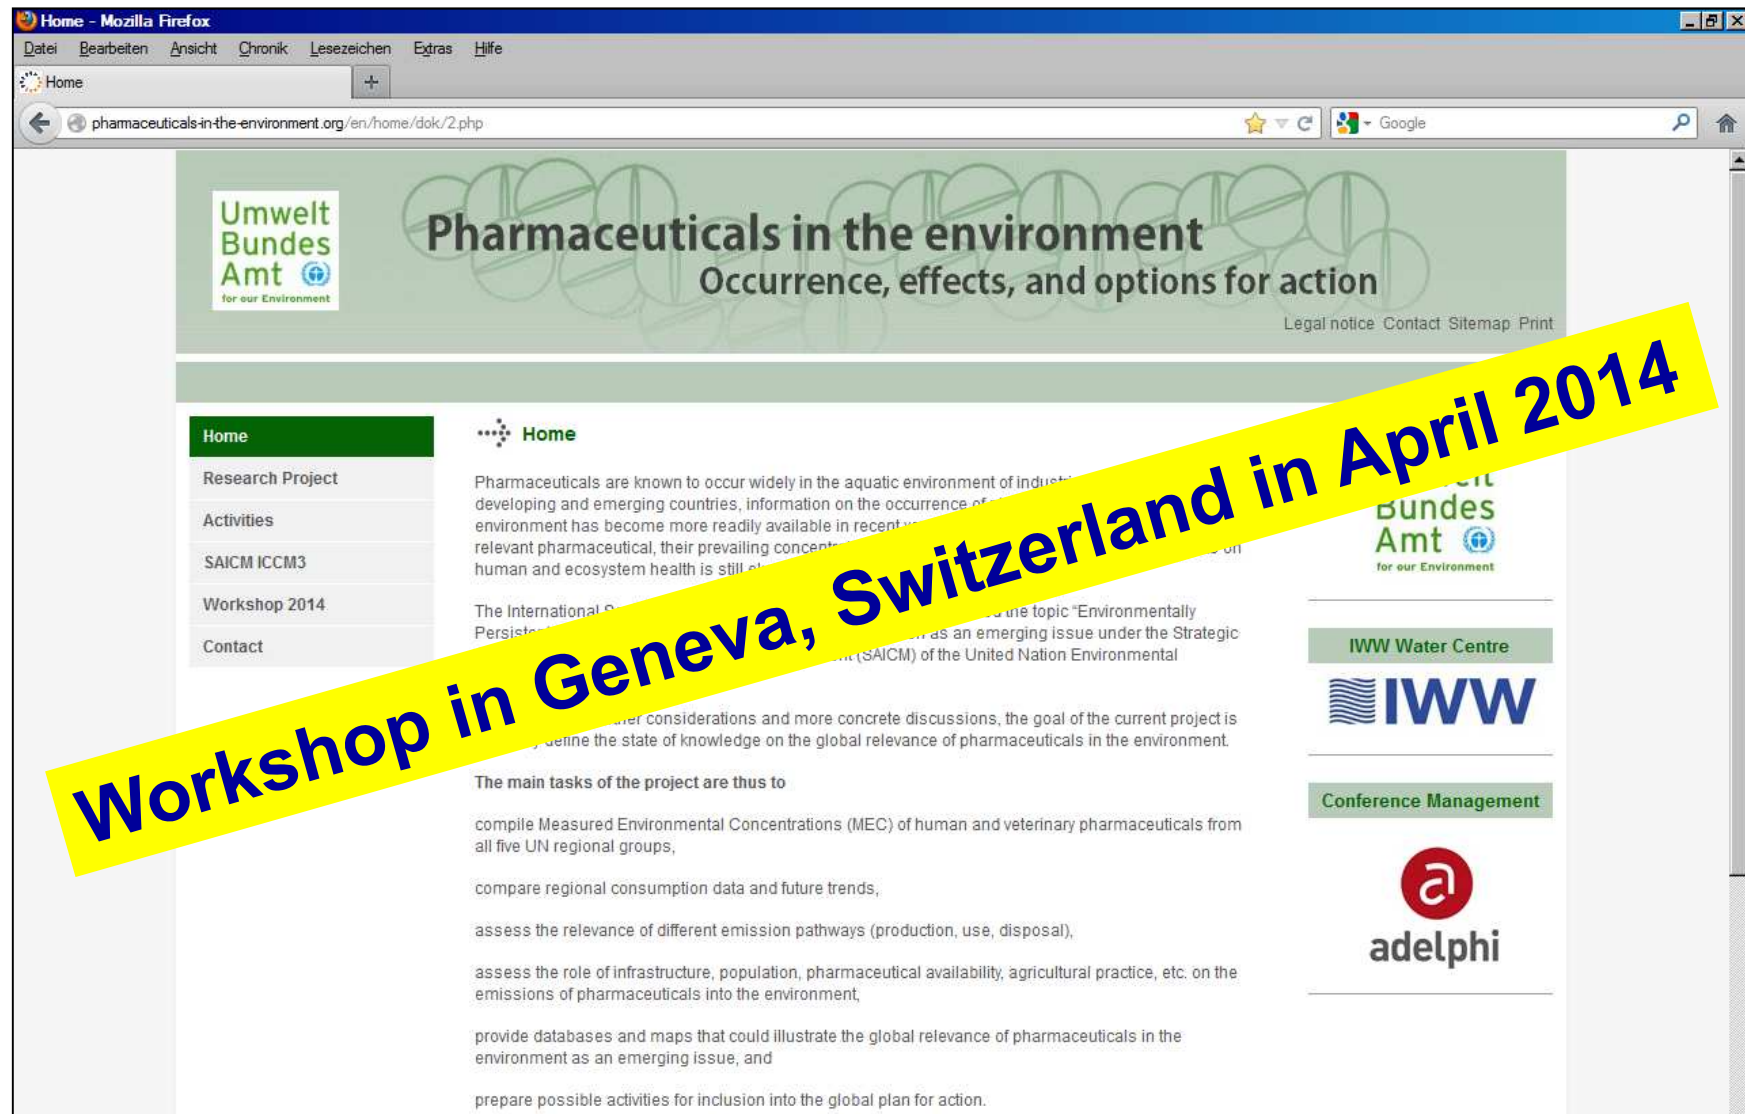 Home - Mozilla Firefox
Datei Bearbeiten Ansicht Chronik Lesezeichen Extras Hilfe
Home
pharmaceuticals-in-the-environment.org/en/home/dok/2.php
Google
Umwelt
Bundes
Amt
for our Environment
Pharmaceuticals in the environment
Occurrence, effects, and options for action
Legal notice Contact Sitemap Print
Workshop in Geneva, Switzerland in April 2014
Home
Research Project
Activities
SAICM ICCM3
Workshop 2014
Contact
Home
Pharmaceuticals are known to occur widely in the aquatic environment of
developing and emerging countries, information on the occurrence of
environment has become more readily available in recent
relevant pharmaceutical, their prevailing on
human and ecosystem health is still
The International the topic “Environmentally
as an emerging issue under the Strategic
(SAICM) of the United Nation Environmental
considerations and more concrete discussions, the goal of the current project is
define the state of knowledge on the global relevance of pharmaceuticals in the environment.
The main tasks of the project are thus to
compile Measured Environmental Concentrations (MEC) of human and veterinary pharmaceuticals from
all five UN regional groups,
compare regional consumption data and future trends,
assess the relevance of different emission pathways (production, use, disposal),
assess the role of infrastructure, population, pharmaceutical availability, agricultural practice, etc. on the
emissions of pharmaceuticals into the environment,
provide databases and maps that could illustrate the global relevance of pharmaceuticals in the
environment as an emerging issue, and
prepare possible activities for inclusion into the global plan for action.
Bundes
Amt
for our Environment
IWW Water Centre
IWW
Conference Management
a
adelphi